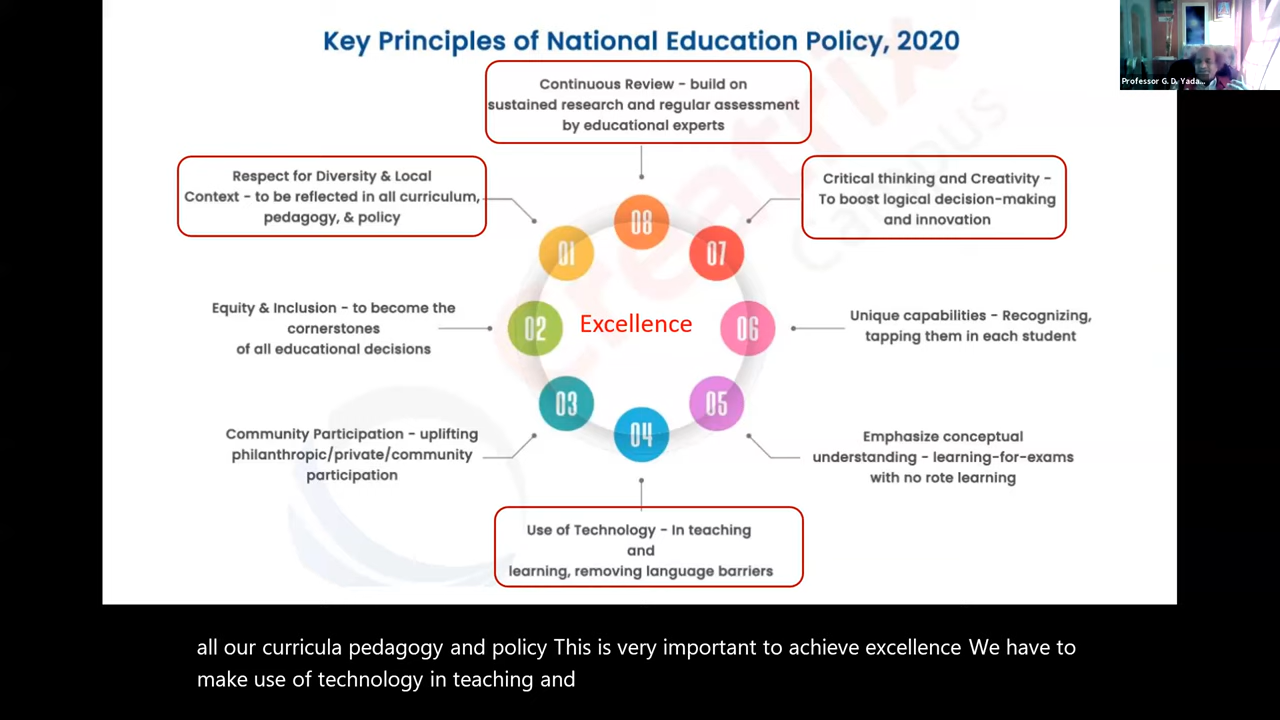 Key Principles of National Education Policy, 2020
Professor G. D. Yada...
Continuous Review - build on
sustained research and regular assessment
by educational experts
Respect for Diversity & Local
Context - to be reflected in all curriculum,
pedagogy, & policy
Critical thinking and Creativity -
To boost logical decision-making
and innovation
08
01
07
Equity & Inclusion - to become the
cornerstones
of all educational decisions
02
Excellence
06
Unique capabilities - Recognizing,
tapping them in each student
03
05
04
Community Participation - uplifting
philanthropic/private/community
participation
Emphasize conceptual
understanding - learning-for-exams
with no rote learning
Use of Technology - In teaching
and
learning, removing language barriers
creatrix
campus
all our curricula pedagogy and policy This is very important to achieve excellence We have to
make use of technology in teaching and